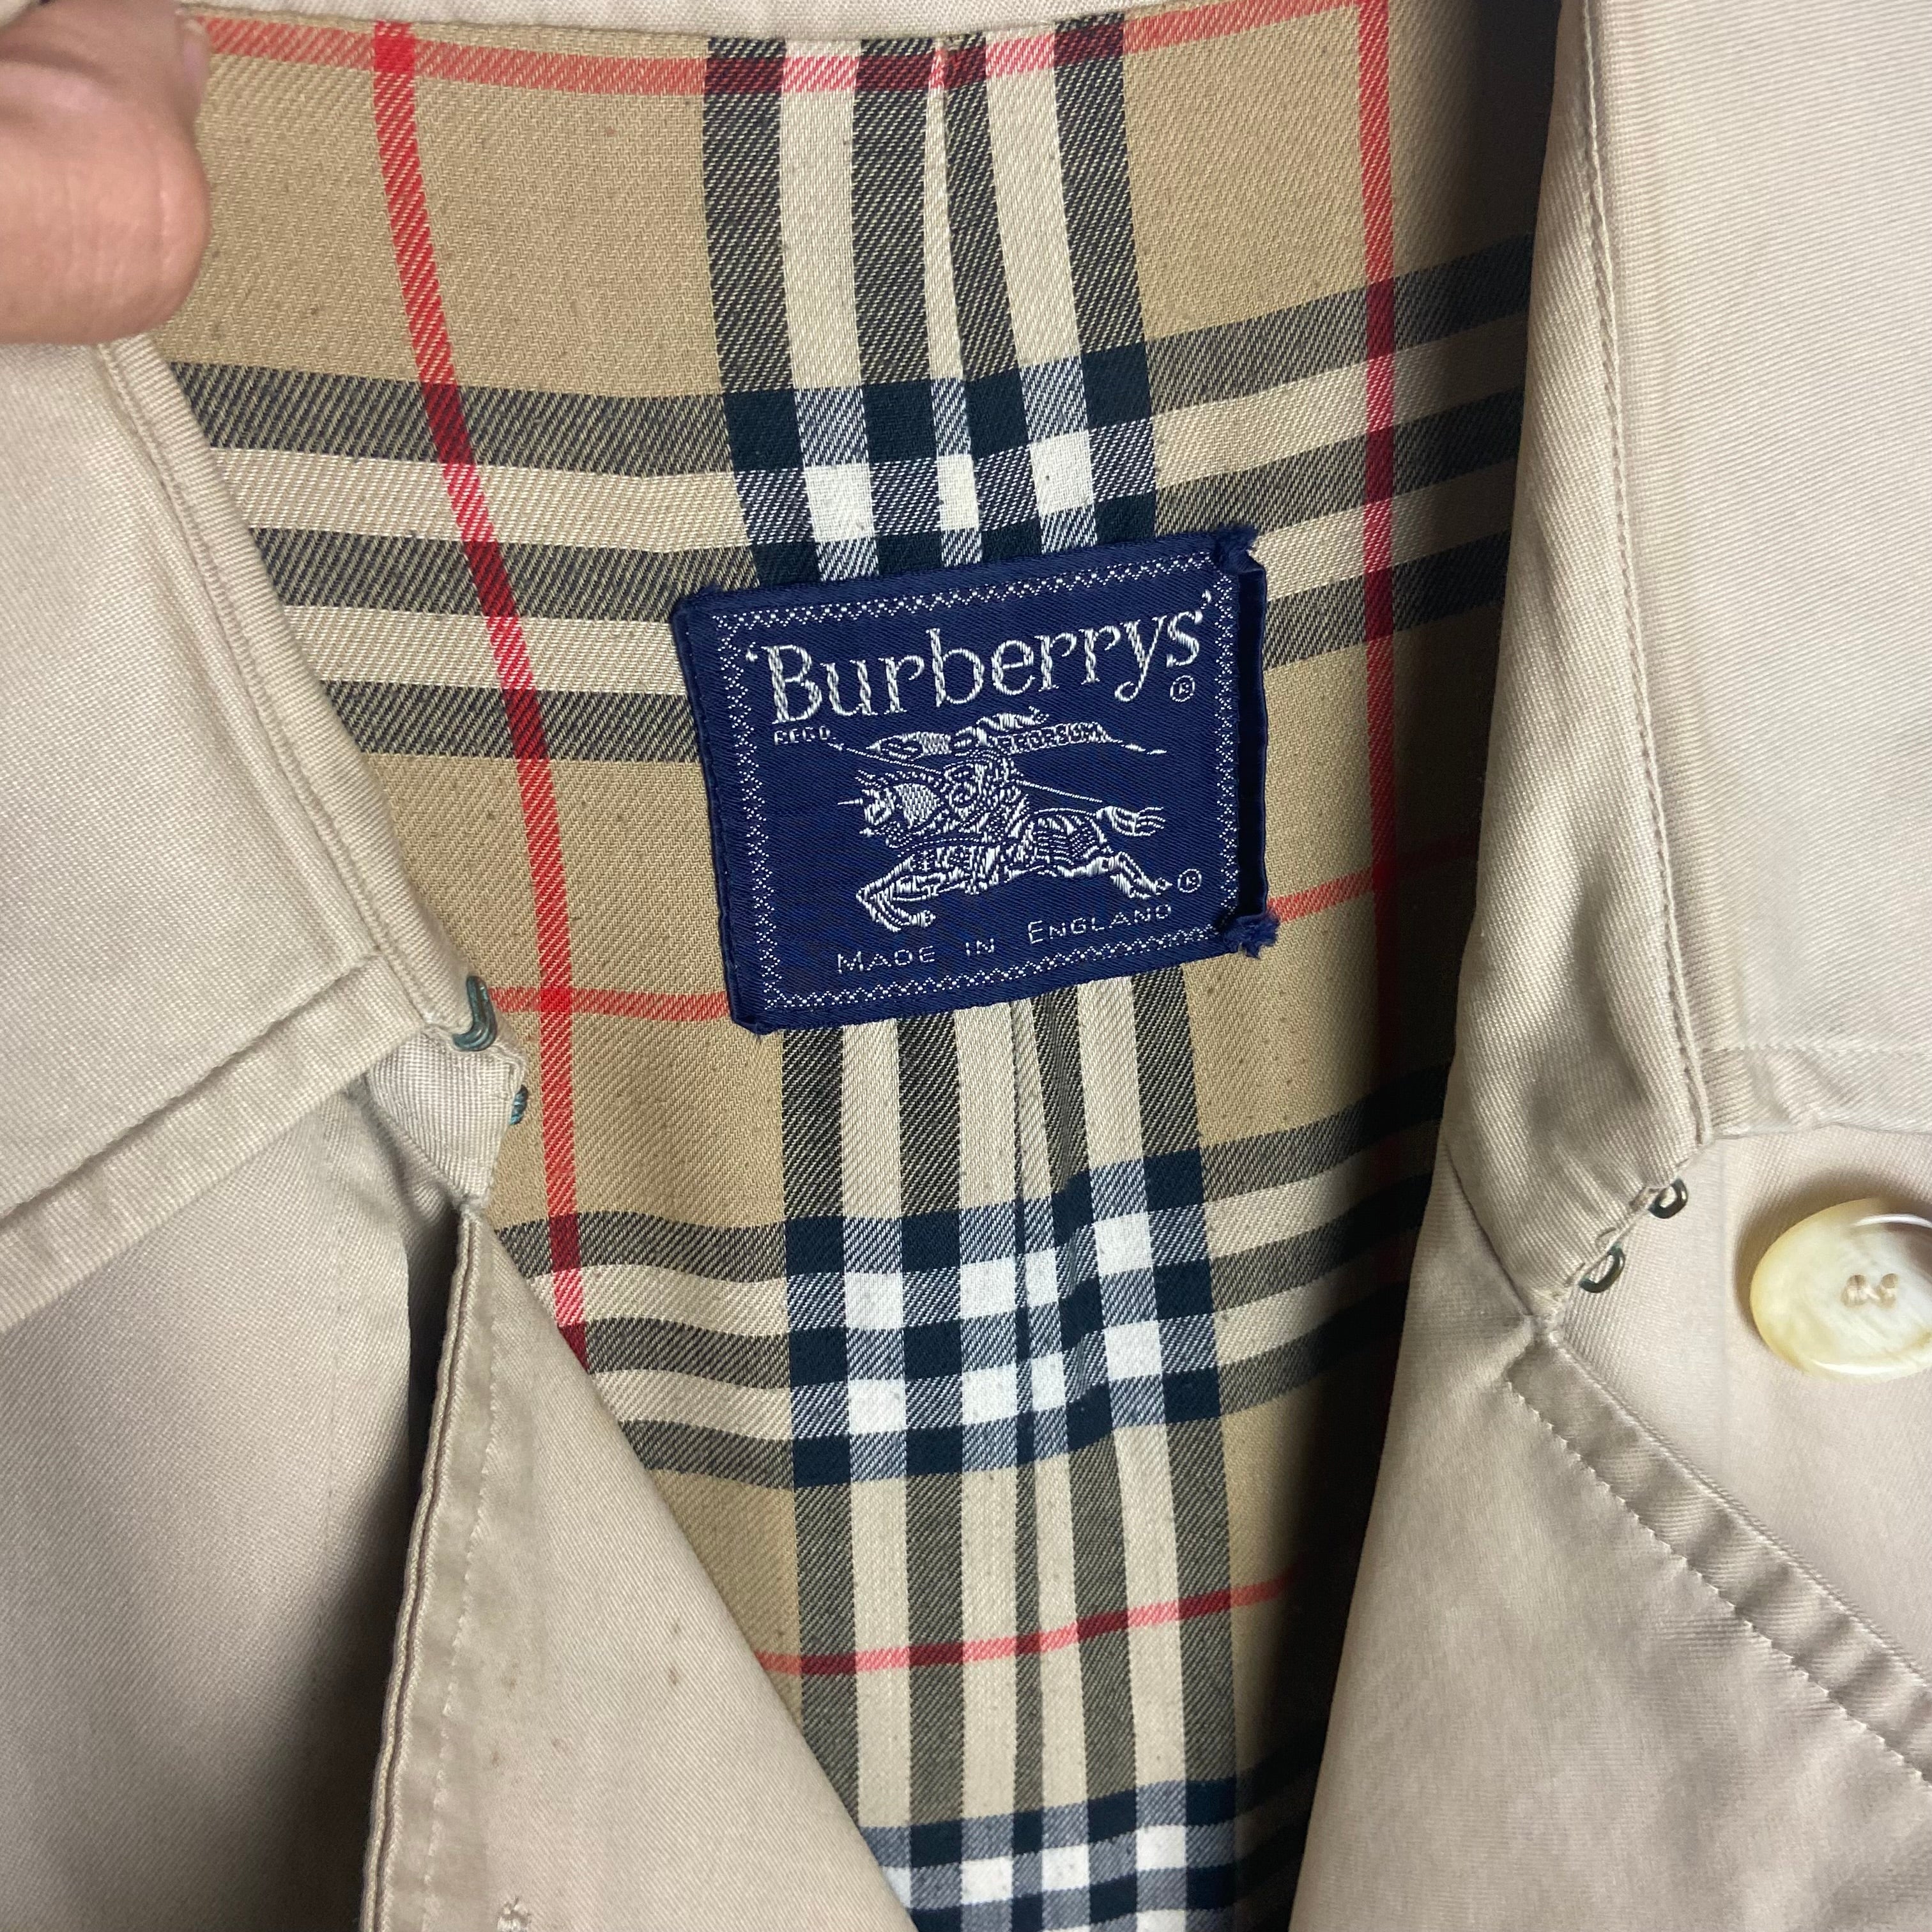 'Burberrys' ®
REGD.
PRORSUM
®
MADE IN ENGLAND